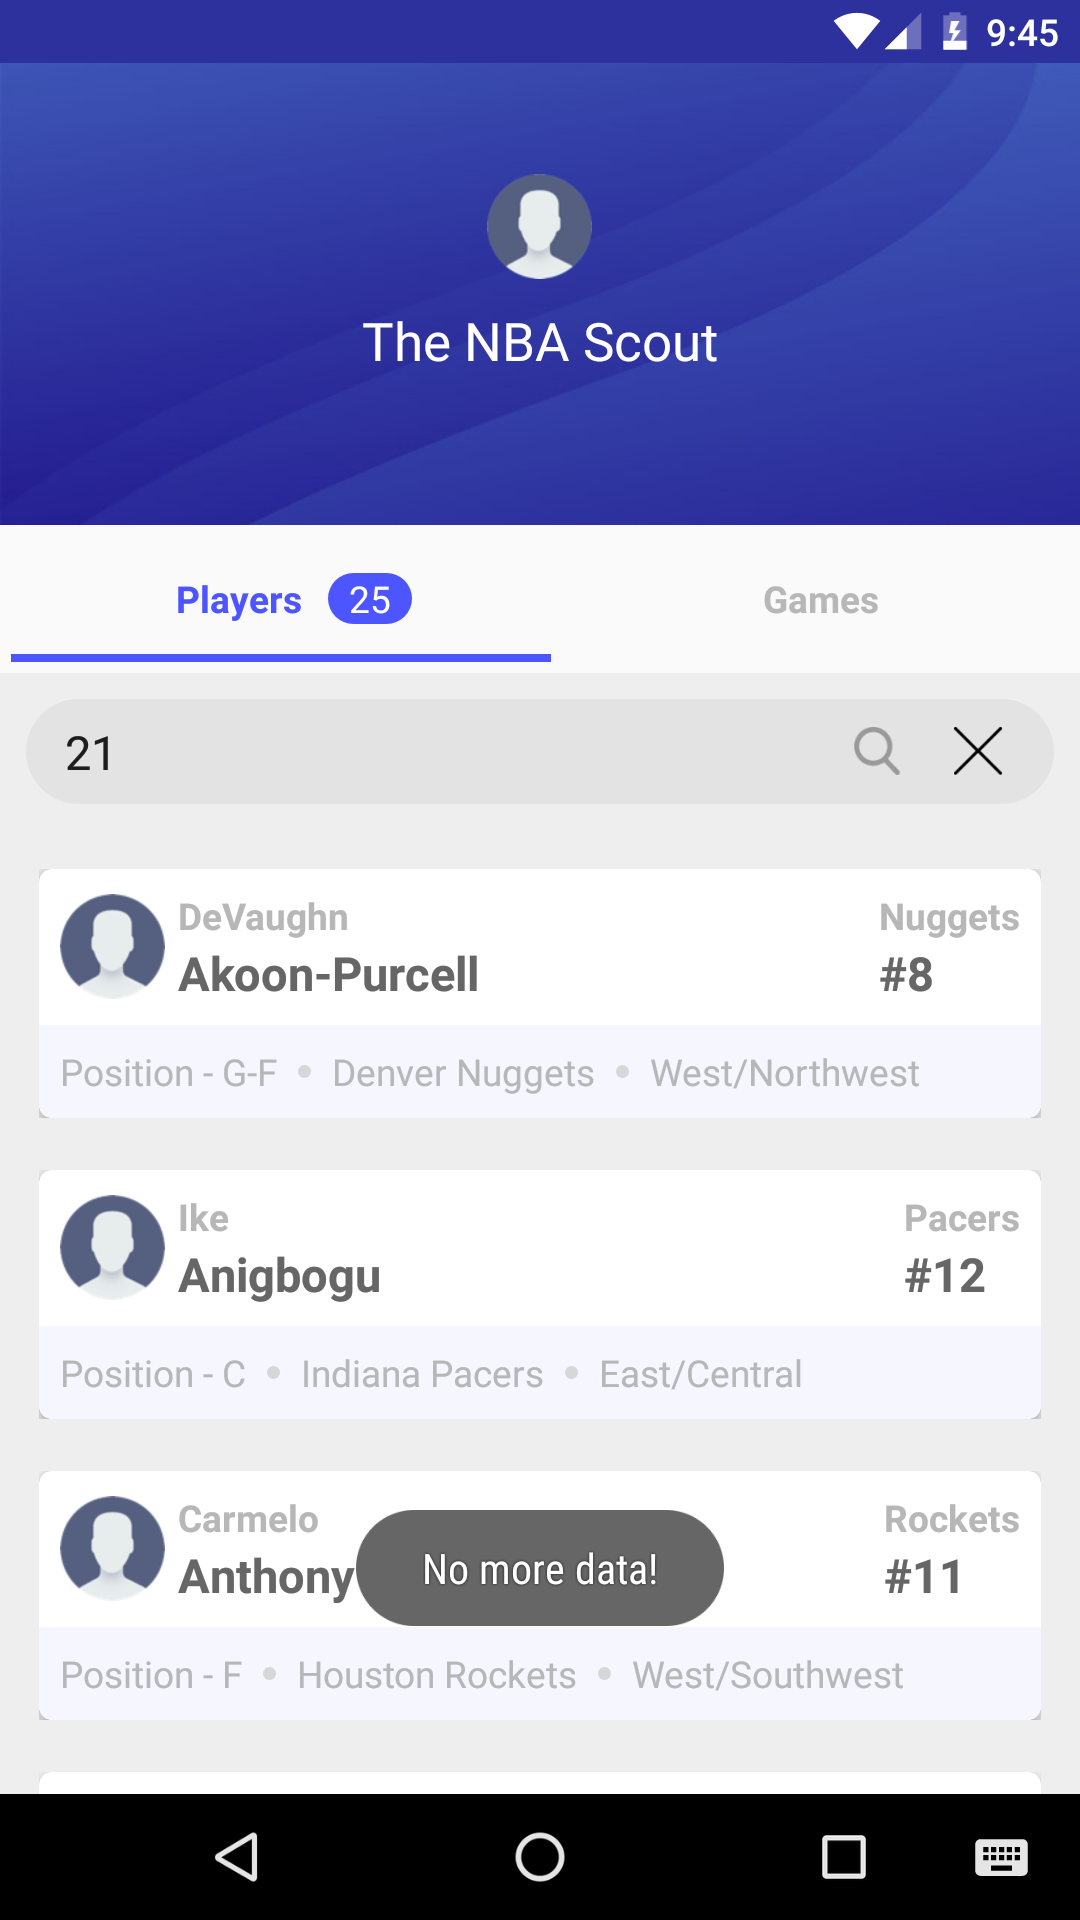 9:45
The NBA Scout
Players 25 Games
21
DeVaughn Nuggets
Akoon-Purcell #8
Position - G-F • Denver Nuggets • West/Northwest
Ike Pacers
Anigbogu #12
Position - C • Indiana Pacers • East/Central
Carmelo Rockets
Anthony #11
No more data!
Position - F • Houston Rockets • West/Southwest